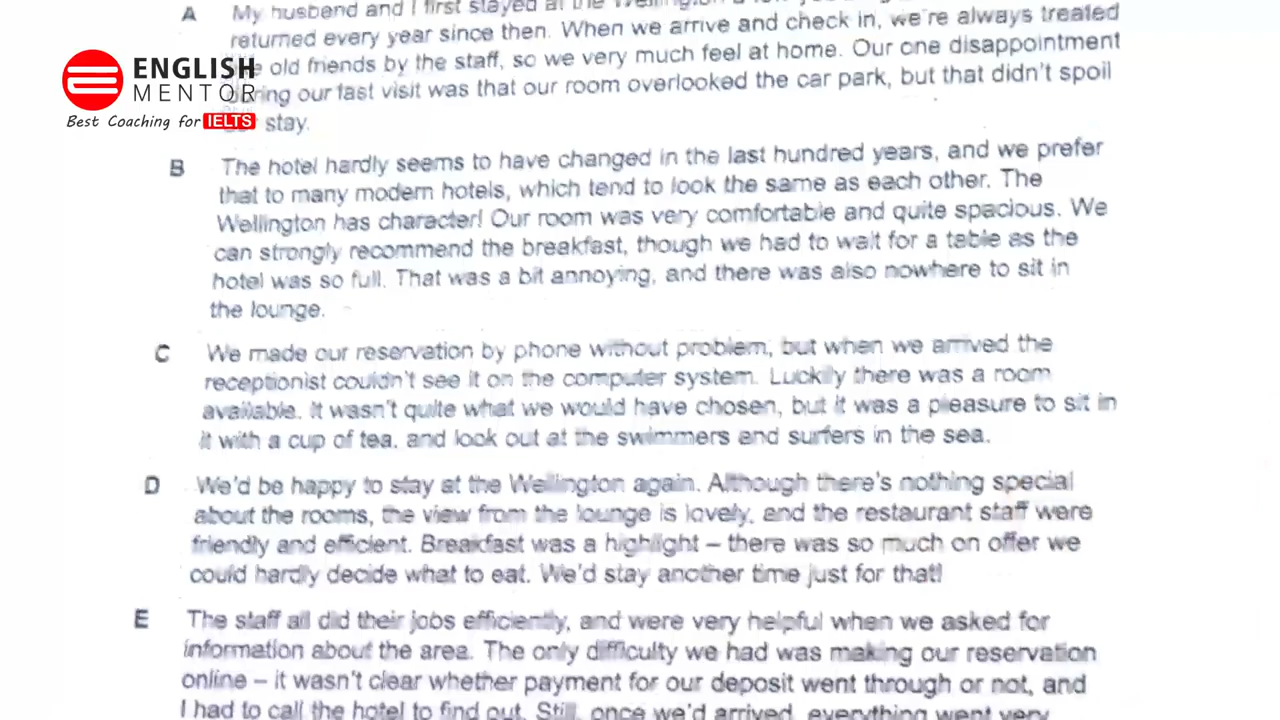 A My husband and I first stayed at the Wellington a few
returned every year since then. When we arrive and check in, we're always treated
old friends by the staff, so we very much feel at home. Our one disappointment
during our last visit was that our room overlooked the car park, but that didn't spoil
stay.
ENGLISH
MENTOR
Best Coaching for IELTS
B The hotel hardly seems to have changed in the last hundred years, and we prefer
that to many modern hotels, which tend to look the same as each other. The
Wellington has character! Our room was very comfortable and quite spacious. We
can strongly recommend the breakfast, though we had to wait for a table as the
hotel was so full. That was a bit annoying, and there was also nowhere to sit in
the lounge.
C We made our reservation by phone without problem, but when we arrived the
receptionist couldn't see it on the computer system. Luckily there was a room
available. It wasn't quite what we would have chosen, but it was a pleasure to sit in
it with a cup of tea, and look out at the swimmers and surfers in the sea.
D We'd be happy to stay at the Wellington again. Although there's nothing special
about the rooms, the view from the lounge is lovely, and the restaurant staff were
friendly and efficient. Breakfast was a highlight – there was so much on offer we
could hardly decide what to eat. We'd stay another time just for that!
E The staff all did their jobs efficiently, and were very helpful when we asked for
information about the area. The only difficulty we had was making our reservation
online – it wasn't clear whether payment for our deposit went through or not, and
I had to call the hotel to find out. Still, once we'd arrived, everything went very